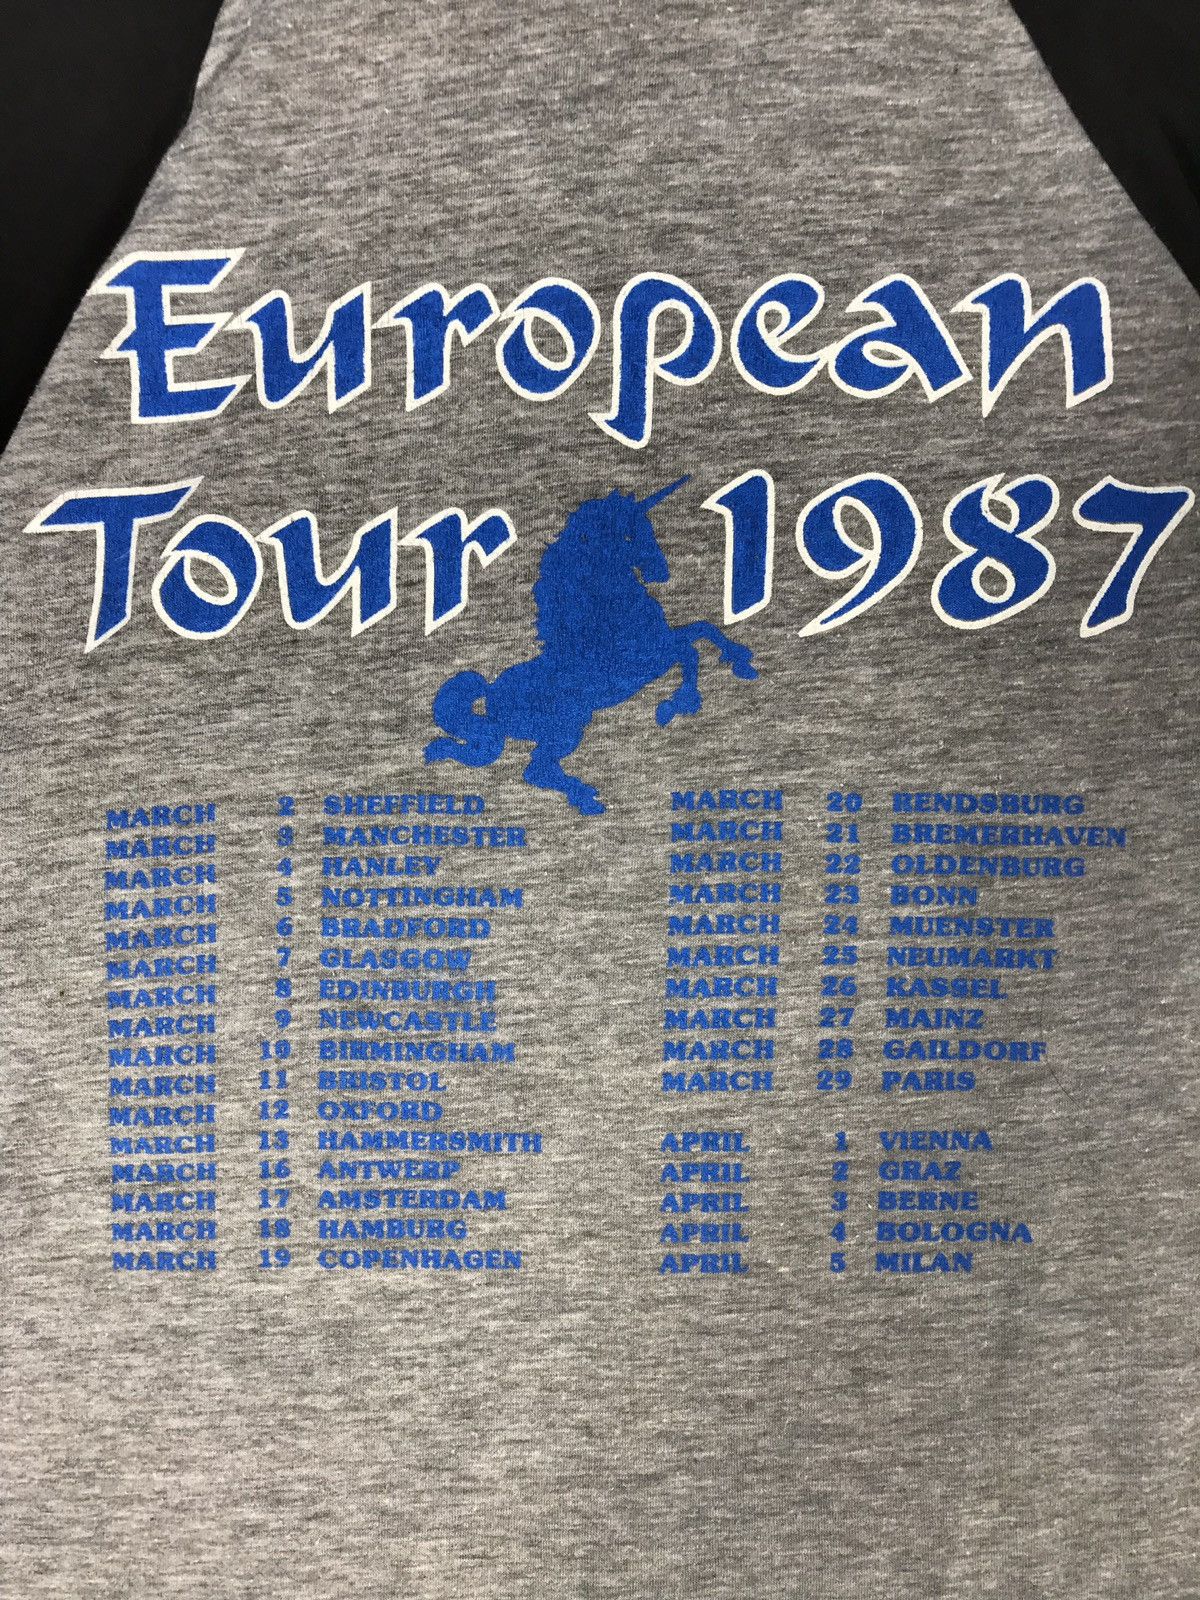 European
Tour 1987
MARCH 2 SHEFFIELD
MARCH 3 MANCHESTER
MARCH 4 HANLEY
MARCH 5 NOTTINGHAM
MARCH 6 BRADFORD
MARCH 7 GLASGOW
MARCH 8 EDINBURGH
MARCH 9 NEWCASTLE
MARCH 10 BIRMINGHAM
MARCH 11 BRISTOL
MARCH 12 OXFORD
MARCH 13 HAMMERSMITH
MARCH 16 ANTWERP
MARCH 17 AMSTERDAM
MARCH 18 HAMBURG
MARCH 19 COPENHAGEN
MARCH 20 RENDSBURG
MARCH 21 BREMERHAVEN
MARCH 22 OLDENBURG
MARCH 23 BONN
MARCH 24 MUENSTER
MARCH 25 NEUMARKT
MARCH 26 KASSEL
MARCH 27 MAINZ
MARCH 28 GAILDORF
MARCH 29 PARIS
APRIL 1 VIENNA
APRIL 2 GRAZ
APRIL 3 BERNE
APRIL 4 BOLOGNA
APRIL 5 MILAN